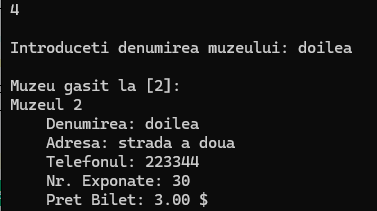 4
Introduceti denumirea muzeului: doilea
Muzeu gasit la [2]:
Muzeul 2
Denumirea: doilea
Adresa: strada a doua
Telefonul: 223344
Nr. Exponate: 30
Pret Bilet: 3.00 $